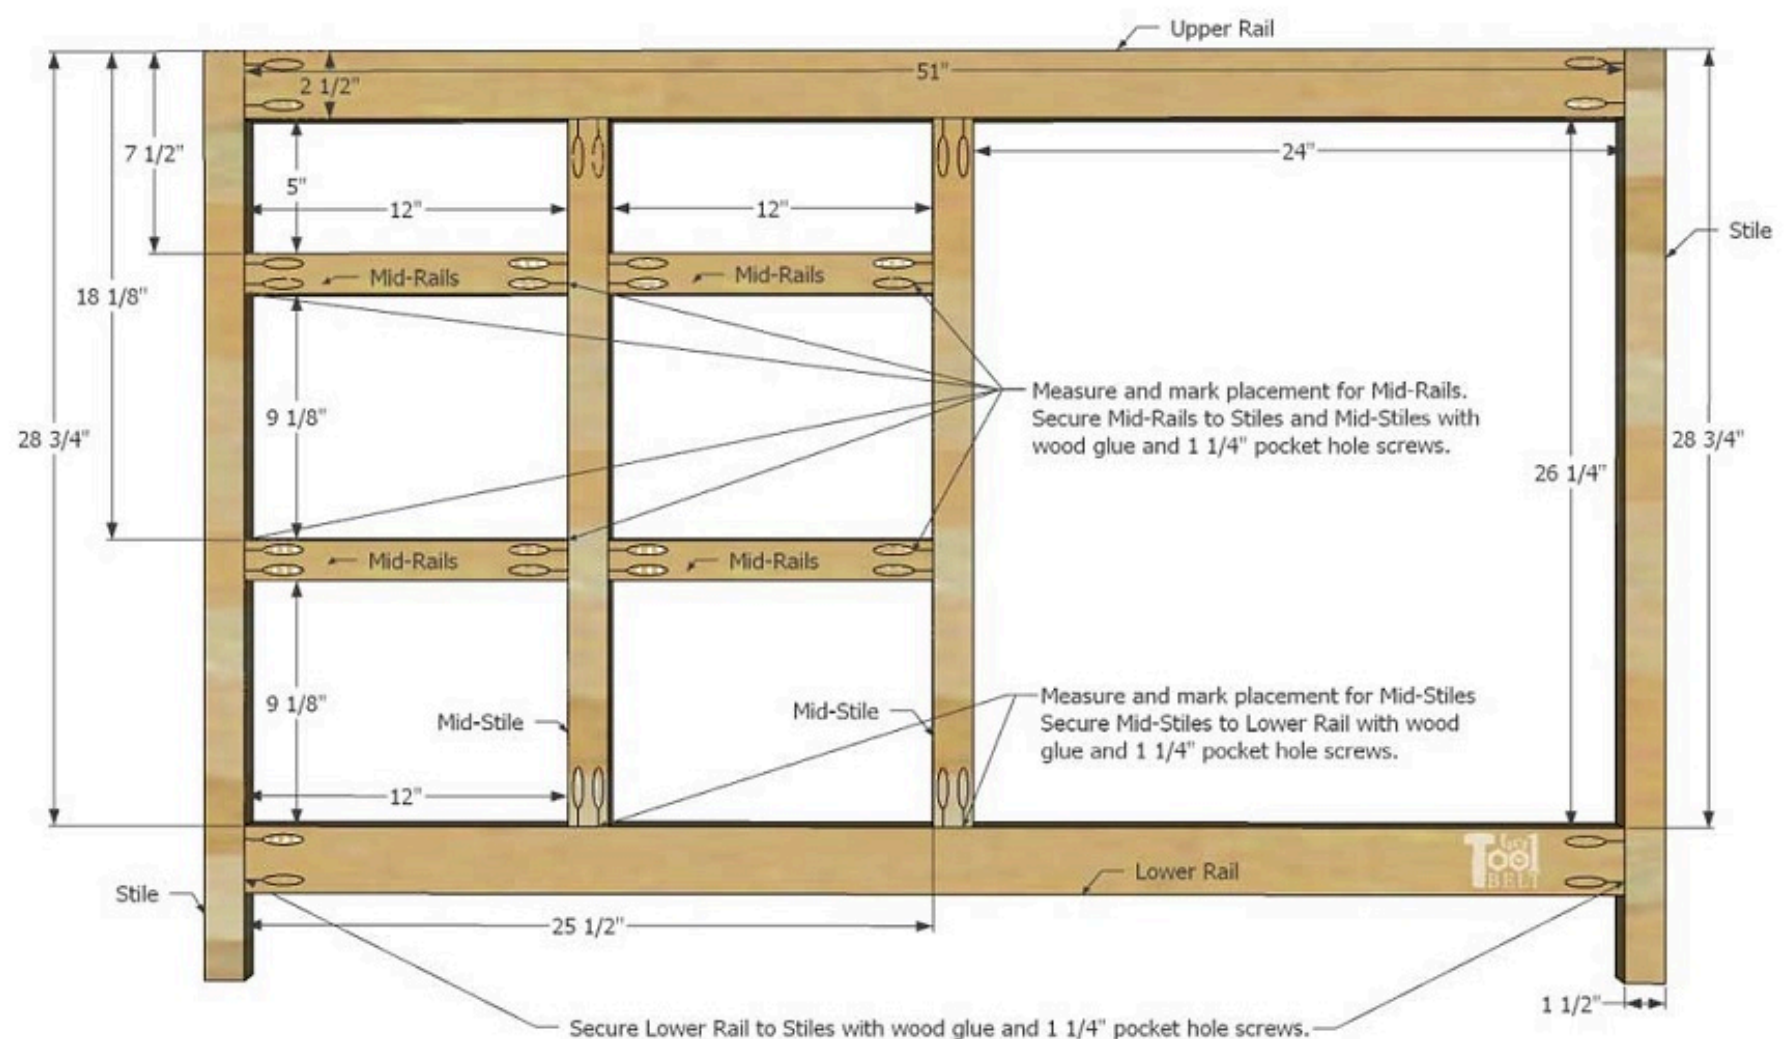 Upper Rail
51"
2 1/2"
7 1/2"
5"
24"
12"
12"
Stile
Mid-Rails
Mid-Rails
18 1/8"
Measure and mark placement for Mid-Rails.
Secure Mid-Rails to Stiles and Mid-Stiles with
wood glue and 1 1/4" pocket hole screws.
9 1/8"
28 3/4"
28 3/4"
26 1/4"
Mid-Rails
Mid-Rails
9 1/8"
Mid-Stile
Mid-Stile
Measure and mark placement for Mid-Stiles
Secure Mid-Stiles to Lower Rail with wood
glue and 1 1/4" pocket hole screws.
12"
Tool
BELT
Lower Rail
Stile
25 1/2"
1 1/2"
Secure Lower Rail to Stiles with wood glue and 1 1/4" pocket hole screws.